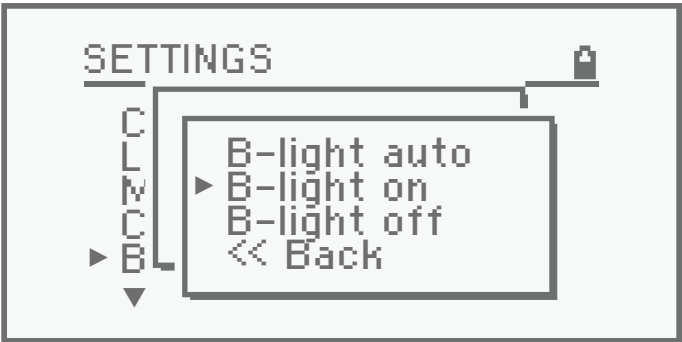 SETTINGS
C
L
M
C
B
B-light auto
B-light on
B-light off
<< Back